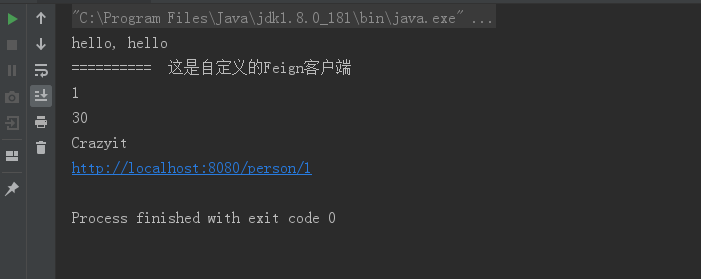 "C:\Program Files\Java\jdk1.8.0_181\bin\java.exe" ...
hello, hello
==========  这是自定义的Feign客户端
1
30
Crazyit
http://localhost:8080/person/1
Process finished with exit code 0